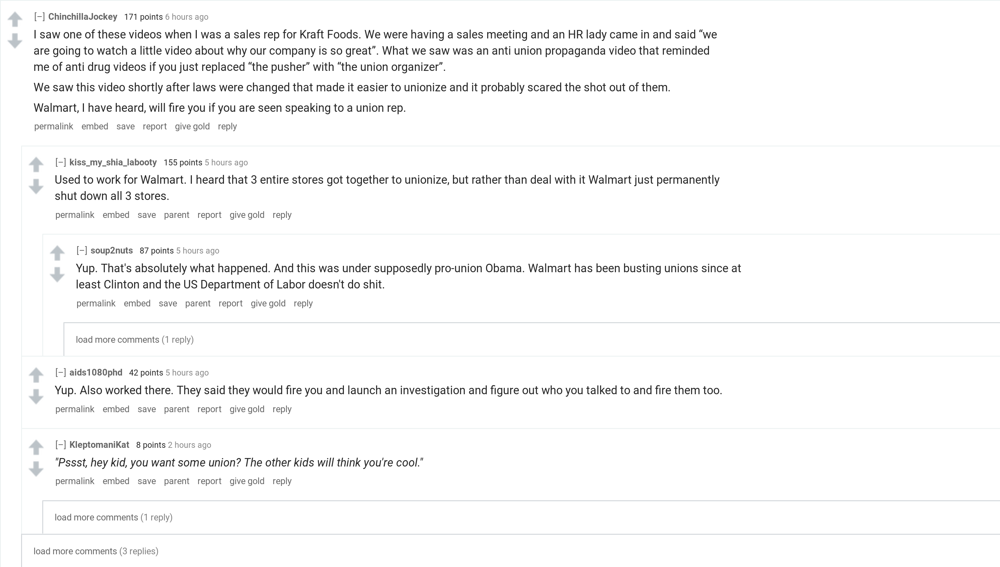 [–] ChinchillaJockey 171 points 6 hours ago
I saw one of these videos when I was a sales rep for Kraft Foods. We were having a sales meeting and an HR lady came in and said “we
are going to watch a little video about why our company is so great”. What we saw was an anti union propaganda video that reminded
me of anti drug videos if you just replaced “the pusher” with “the union organizer”.
We saw this video shortly after laws were changed that made it easier to unionize and it probably scared the shot out of them.
Walmart, I have heard, will fire you if you are seen speaking to a union rep.
permalink embed save report give gold reply
[–] kiss_my_shia_labooty 155 points 5 hours ago
Used to work for Walmart. I heard that 3 entire stores got together to unionize, but rather than deal with it Walmart just permanently
shut down all 3 stores.
permalink embed save parent report give gold reply
[–] soup2nuts 87 points 5 hours ago
Yup. That's absolutely what happened. And this was under supposedly pro-union Obama. Walmart has been busting unions since at
least Clinton and the US Department of Labor doesn't do shit.
permalink embed save parent report give gold reply
load more comments (1 reply)
[–] aids1080phd 42 points 5 hours ago
Yup. Also worked there. They said they would fire you and launch an investigation and figure out who you talked to and fire them too.
permalink embed save parent report give gold reply
[–] KleptomaniKat 8 points 2 hours ago
"Pssst, hey kid, you want some union? The other kids will think you're cool."
permalink embed save parent report give gold reply
load more comments (1 reply)
load more comments (3 replies)